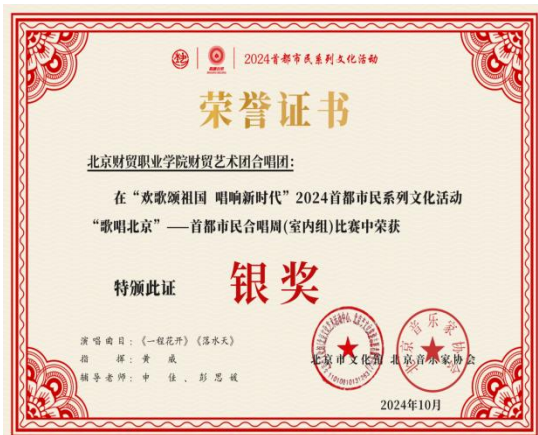 2024首都市民系列文化活动
荣誉证书
北京财贸职业学院财贸艺术团合唱团：
在“欢歌颂祖国 唱响新时代”2024首都市民系列文化活动
“歌唱北京”——首都市民合唱周(室内组)比赛中荣获
特颁此证 银奖
演唱曲目：《一程花开》《落水天》
指 挥：黄 威
辅导老师：申 佳、彭思媛
北京市文化馆 北京音乐家协会
2024年10月